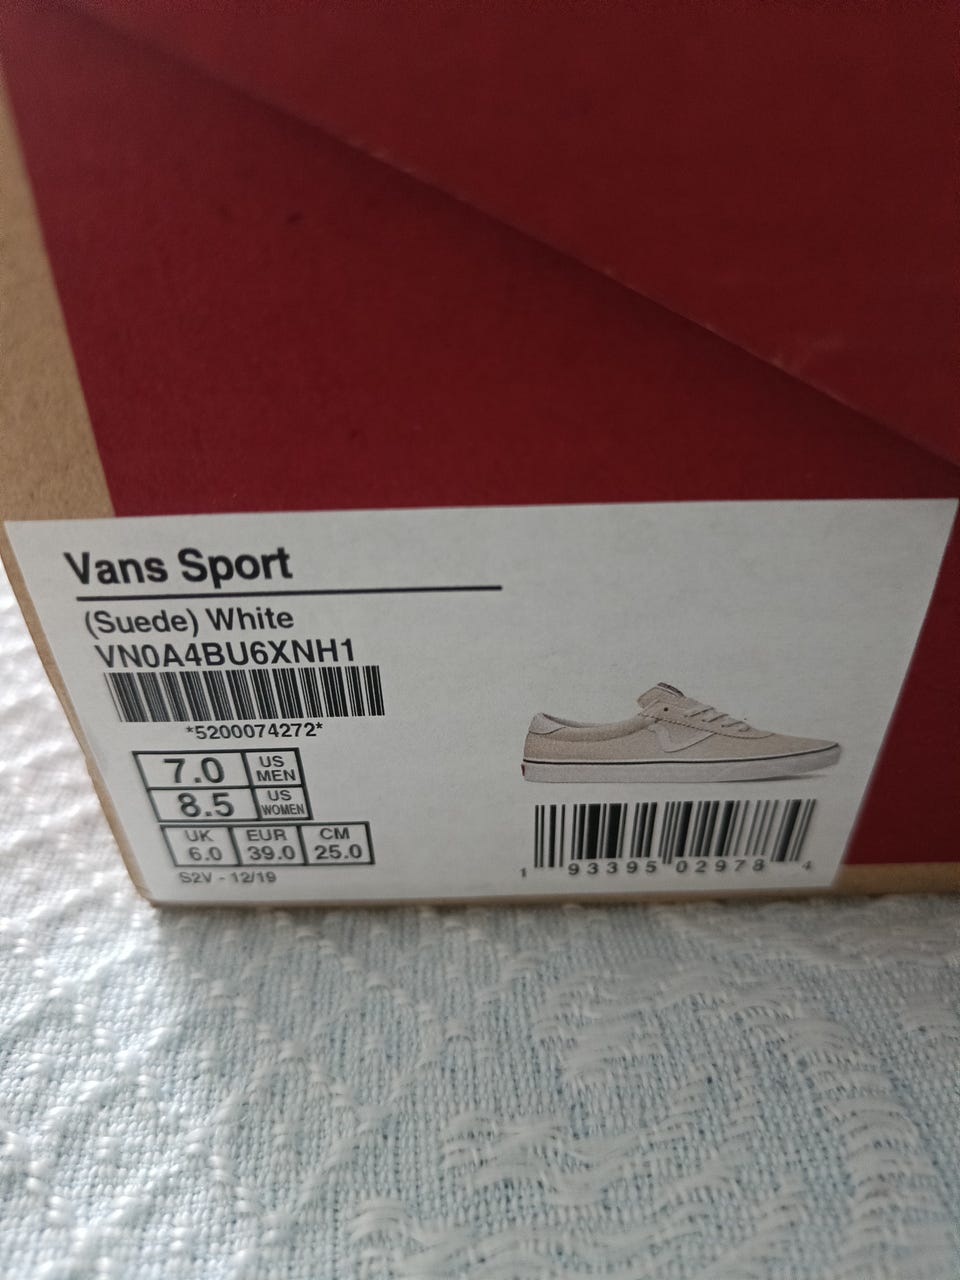 Vans Sport
(Suede) White
VN0A4BU6XNH1
*5200074272*
7.0 US MEN
8.5 US WOMEN
UK EUR CM
6.0 39.0 25.0
S2V - 12/19
1 93395 02978 4